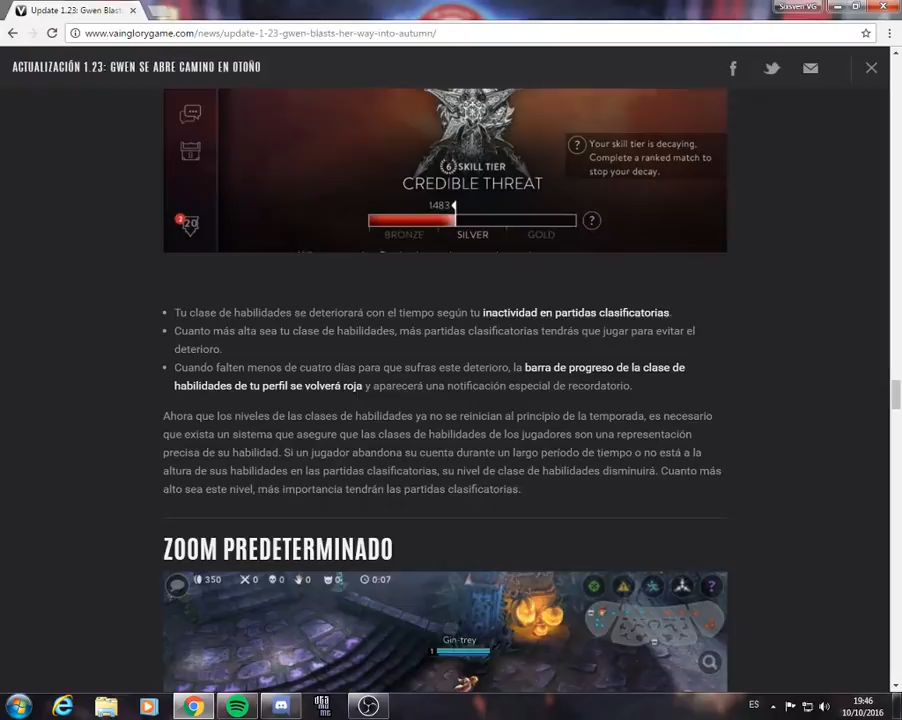 Update 1.23: Gwen Blas
Sixsven VG
www.vainglorygame.com/news/update-1-23-gwen-blasts-her-way-into-autumn/
ACTUALIZACIÓN 1.23: GWEN SE ABRE CAMINO EN OTOÑO
Your skill tier is decaying.
Complete a ranked match to
stop your decay.
?
6 SKILL TIER
CREDIBLE THREAT
1483
?
BRONZE SILVER GOLD
20
Tu clase de habilidades se deteriorará con el tiempo según tu inactividad en partidas clasificatorias.
Cuanto más alta sea tu clase de habilidades, más partidas clasificatorias tendrás que jugar para evitar el
deterioro.
Cuando falten menos de cuatro días para que sufras este deterioro, la barra de progreso de la clase de
habilidades de tu perfil se volverá roja y aparecerá una notificación especial de recordatorio.
Ahora que los niveles de las clases de habilidades ya no se reinician al principio de la temporada, es necesario
que exista un sistema que asegure que las clases de habilidades de los jugadores son una representación
precisa de su habilidad. Si un jugador abandona su cuenta durante un largo período de tiempo o no está a la
altura de sus habilidades en las partidas clasificatorias, su nivel de clase de habilidades disminuirá. Cuanto más
alto sea este nivel, más importancia tendrán las partidas clasificatorias.
ZOOM PREDETERMINADO
350 0 0 0 0 0:07
?
Gin-trey
1
ES
19:46
10/10/2016